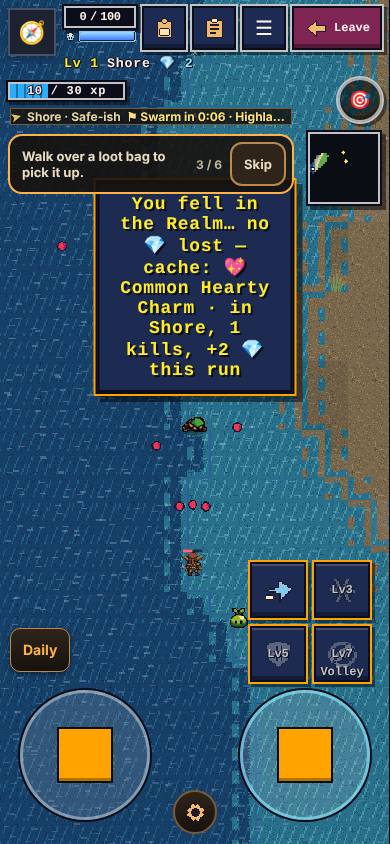 0 / 100
Leave
Lv 1 Shore 💎 2
10 / 30 xp
Shore · Safe-ish ⚑ Swarm in 0:06 · Highla…
Walk over a loot bag to
pick it up.
3 / 6
Skip
You fell in
the Realm… no
💎 lost —
cache: 💖
Common Hearty
Charm · in
Shore, 1
kills, +2 💎
this run
Lv3
Lv5
Lv7
Volley
Daily